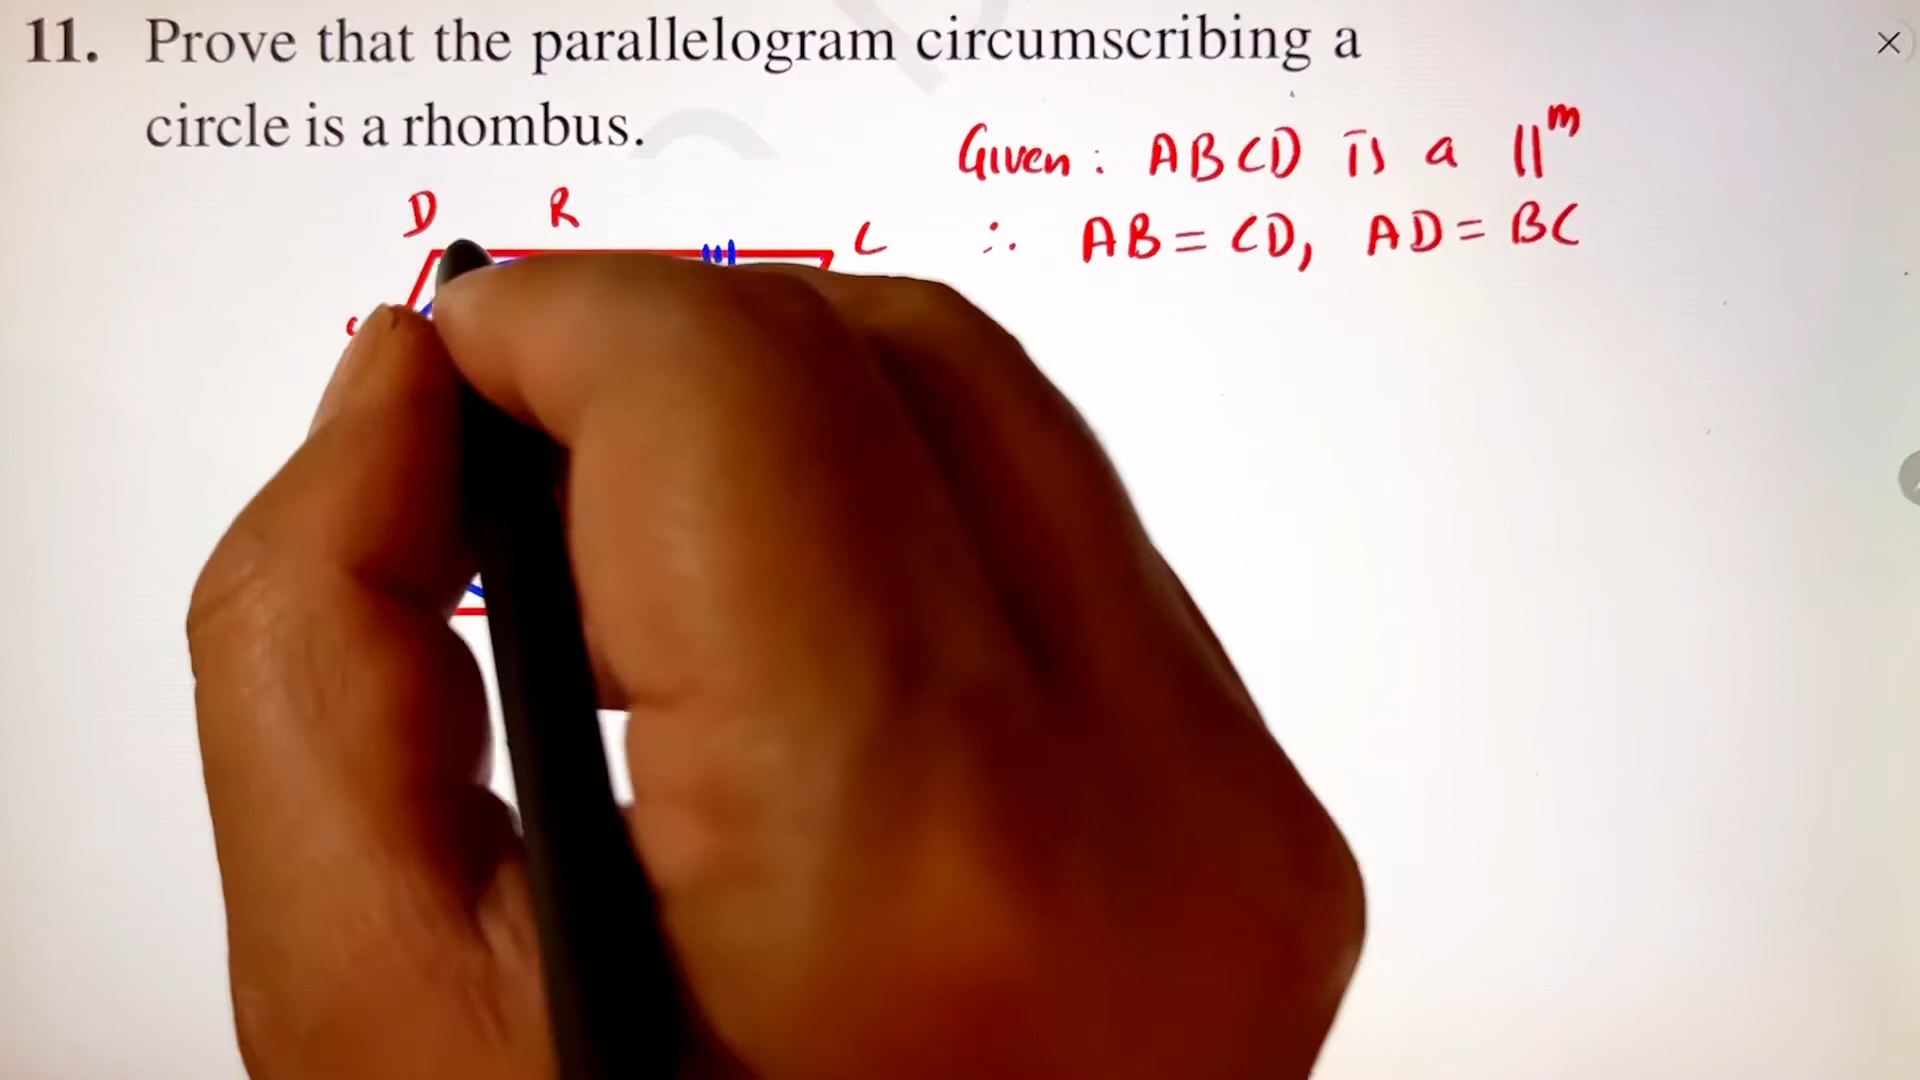 11. Prove that the parallelogram circumscribing a
circle is a rhombus.
Given : ABCD is a ||m
∴ AB = CD, AD = BC
D R C